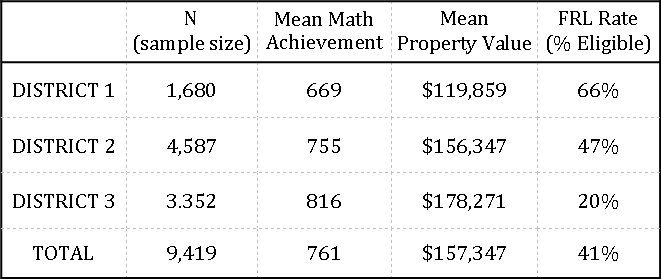 N Mean Math Mean FRL Rate
(sample size) Achievement Property Value (% Eligible)
DISTRICT 1 1,680 669 $119,859 66%
DISTRICT 2 4,587 755 $156,347 47%
DISTRICT 3 3.352 816 $178,271 20%
TOTAL 9,419 761 $157,347 41%